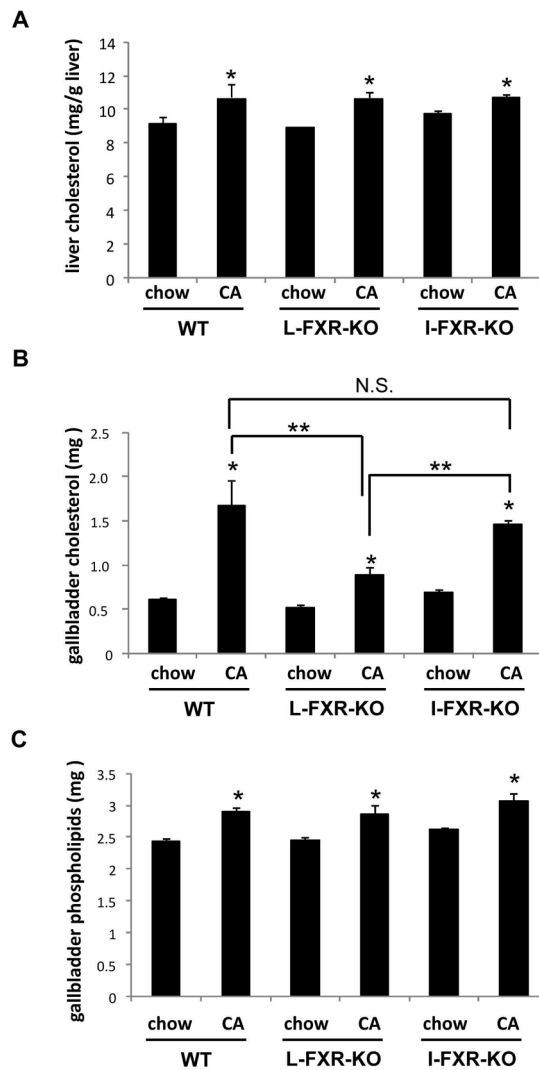 A
liver cholesterol (mg/g liver)
14
12
10
8
6
4
2
0
*
*
*
chow CA chow CA chow CA
WT L-FXR-KO I-FXR-KO
B
gallbladder cholesterol (mg )
2.5
2.0
1.5
1.0
0.5
0
N.S.
**
**
*
*
*
chow CA chow CA chow CA
WT L-FXR-KO I-FXR-KO
C
gallbladder phospholipids (mg )
3.5
3
2.5
2
1.5
1
0.5
0
*
*
*
chow CA chow CA chow CA
WT L-FXR-KO I-FXR-KO